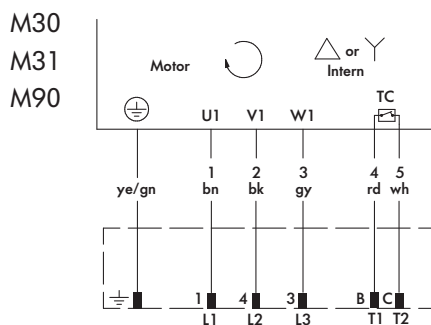 M30
M31
M90
Motor
or
Intern
TC
U1 V1 W1
1 2 3 4 5
ye/gn bn bk gy rd wh
1 4 3 B C
L1 L2 L3 T1 T2